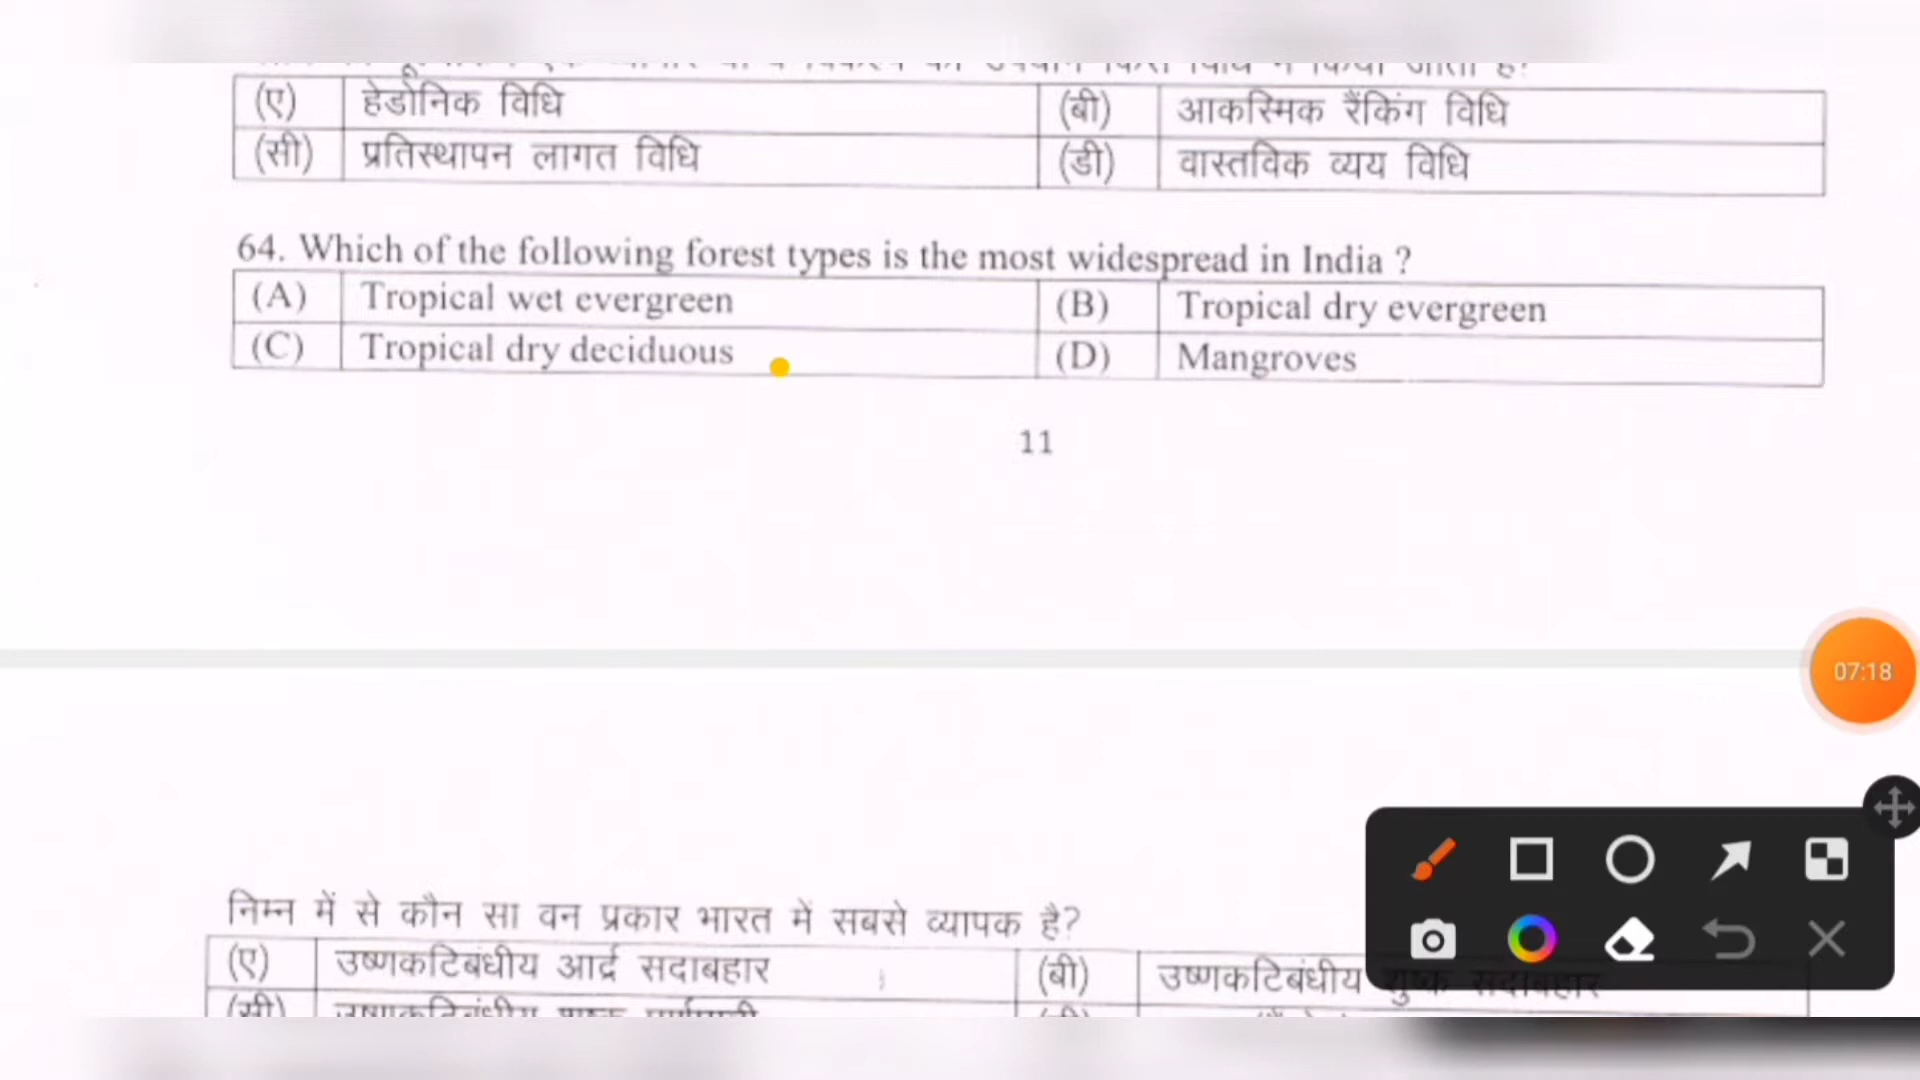 (ए) हेडोनिक विधि (बी) आकस्मिक रैंकिंग विधि
(सी) प्रतिस्थापन लागत विधि (डी) वास्तविक व्यय विधि
64. Which of the following forest types is the most widespread in India ?
(A) Tropical wet evergreen (B) Tropical dry evergreen
(C) Tropical dry deciduous (D) Mangroves
11
07:18
निम्न में से कौन सा वन प्रकार भारत में सबसे व्यापक है?
(ए) उष्णकटिबंधीय आर्द्र सदाबहार (बी) उष्णकटिबंधीय शुष्क सदाबहार